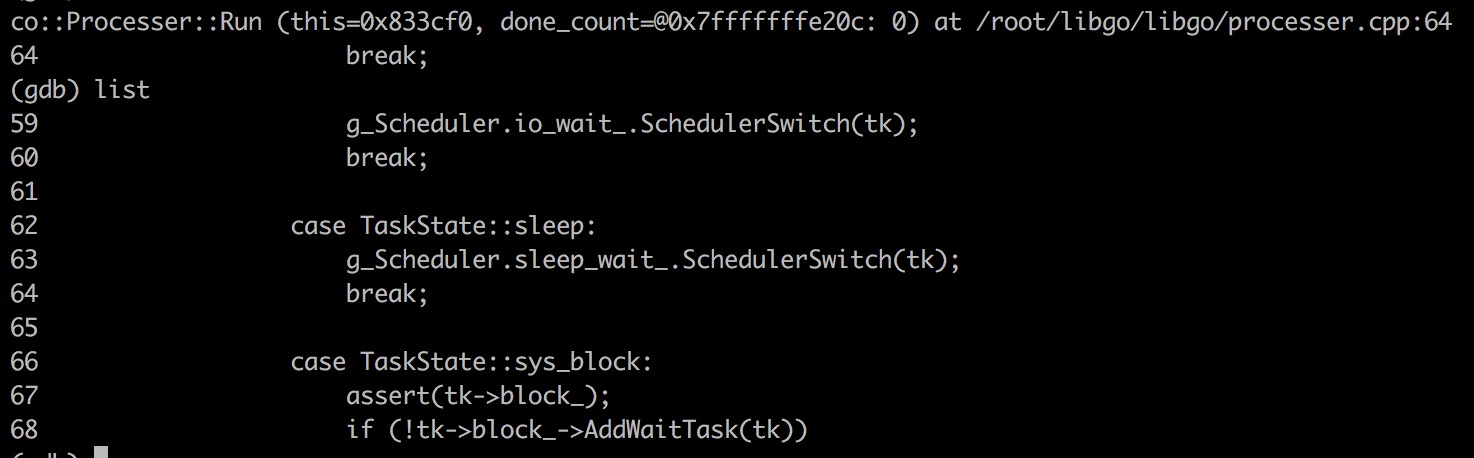 co::Processer::Run (this=0x833cf0, done_count=@0x7fffffffe20c: 0) at /root/libgo/libgo/processer.cpp:64
64                      break;
(gdb) list
59                      g_Scheduler.io_wait_.SchedulerSwitch(tk);
60                      break;
61
62                  case TaskState::sleep:
63                      g_Scheduler.sleep_wait_.SchedulerSwitch(tk);
64                      break;
65
66                  case TaskState::sys_block:
67                      assert(tk->block_);
68                      if (!tk->block_->AddWaitTask(tk))